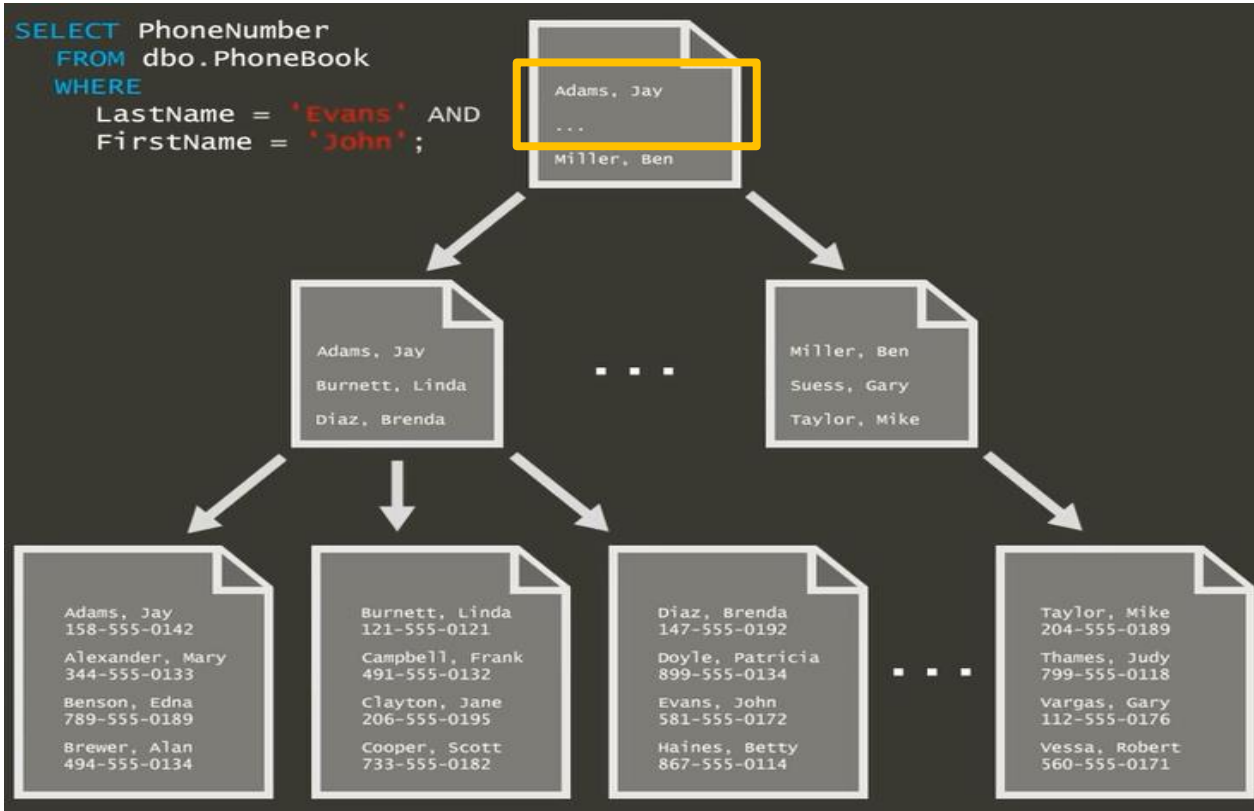 SELECT PhoneNumber
FROM dbo.PhoneBook
WHERE
LastName = 'Evans' AND
FirstName = 'John';
Adams, Jay
...
Miller, Ben
Adams, Jay
Burnett, Linda
Diaz, Brenda
...
Miller, Ben
Suess, Gary
Taylor, Mike
Adams, Jay
158-555-0142
Alexander, Mary
344-555-0133
Benson, Edna
789-555-0189
Brewer, Alan
494-555-0134
Burnett, Linda
121-555-0121
Campbell, Frank
491-555-0132
Clayton, Jane
206-555-0195
Cooper, Scott
733-555-0182
Diaz, Brenda
147-555-0192
Doyle, Patricia
899-555-0134
Evans, John
581-555-0172
Haines, Betty
867-555-0114
...
Taylor, Mike
204-555-0189
Thames, Judy
799-555-0118
Vargas, Gary
112-555-0176
Vessa, Robert
560-555-0171